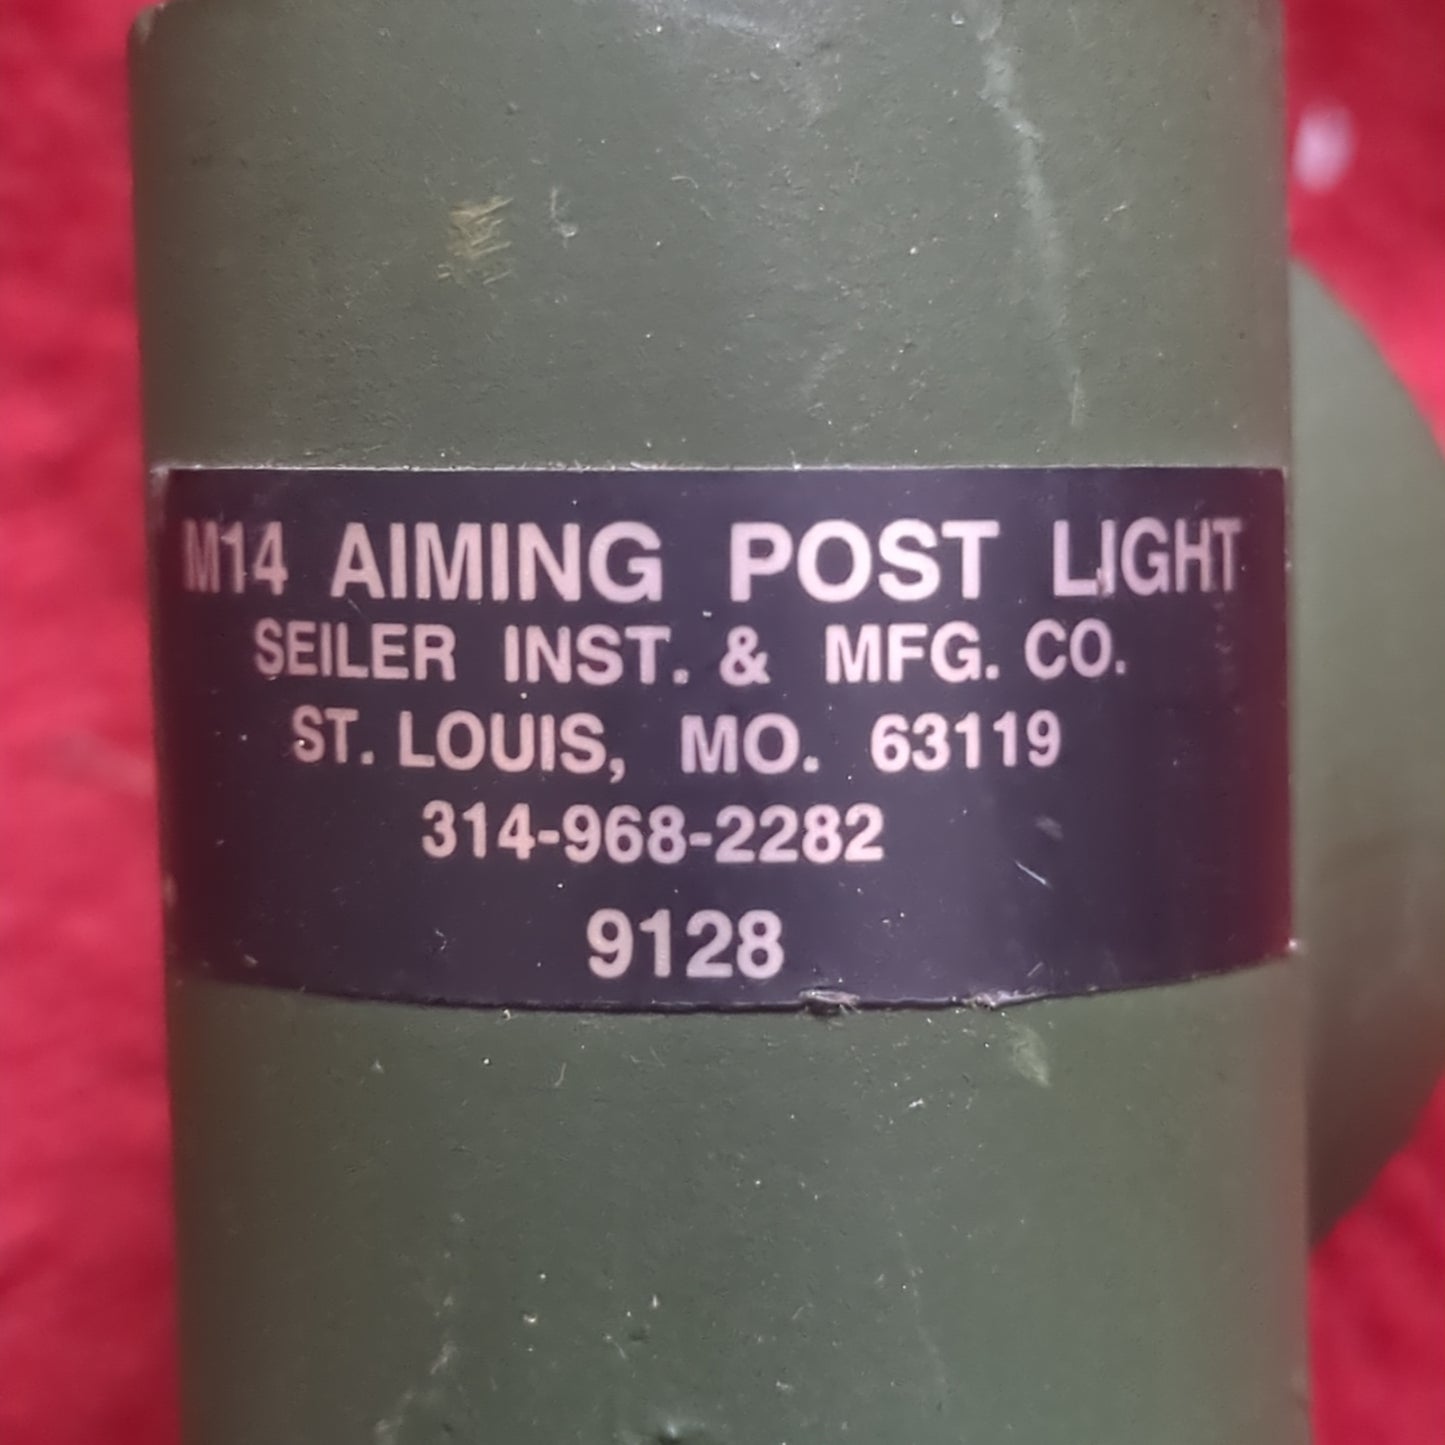 M14 AIMING POST LIGHT
SEILER INST. & MFG. CO.
ST. LOUIS, MO. 63119
314-968-2282
9128